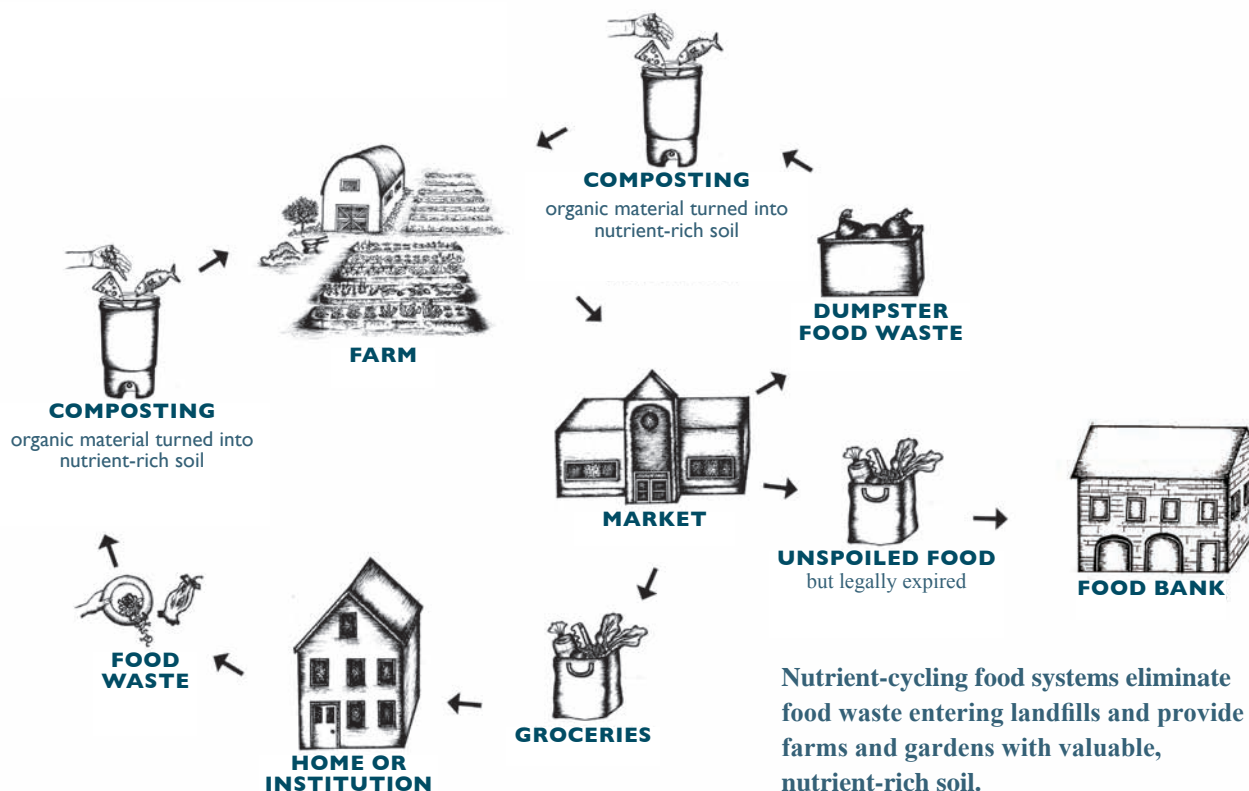 COMPOSTING
organic material turned into
nutrient-rich soil
DUMPSTER
FOOD WASTE
FARM
COMPOSTING
organic material turned into
nutrient-rich soil
MARKET
UNSPOILED FOOD
but legally expired
FOOD BANK
FOOD
WASTE
GROCERIES
HOME OR
INSTITUTION
Nutrient-cycling food systems eliminate
food waste entering landfills and provide
farms and gardens with valuable,
nutrient-rich soil.